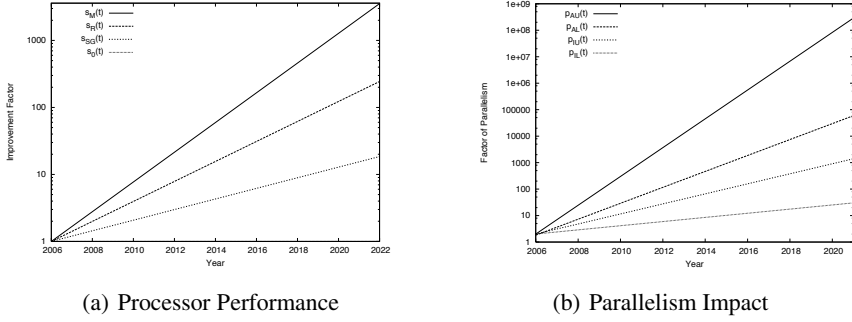 s_M(t)
s_R(t)
s_SG(t)
s_0(t)
1000
100
10
1
Improvement Factor
2006 2008 2010 2012 2014 2016 2018 2020 2022
Year
(a) Processor Performance
p_AU(t)
p_AL(t)
p_IU(t)
p_IL(t)
1e+09
1e+08
1e+07
1e+06
100000
10000
1000
100
10
1
Factor of Parallelism
2006 2008 2010 2012 2014 2016 2018 2020
Year
(b) Parallelism Impact